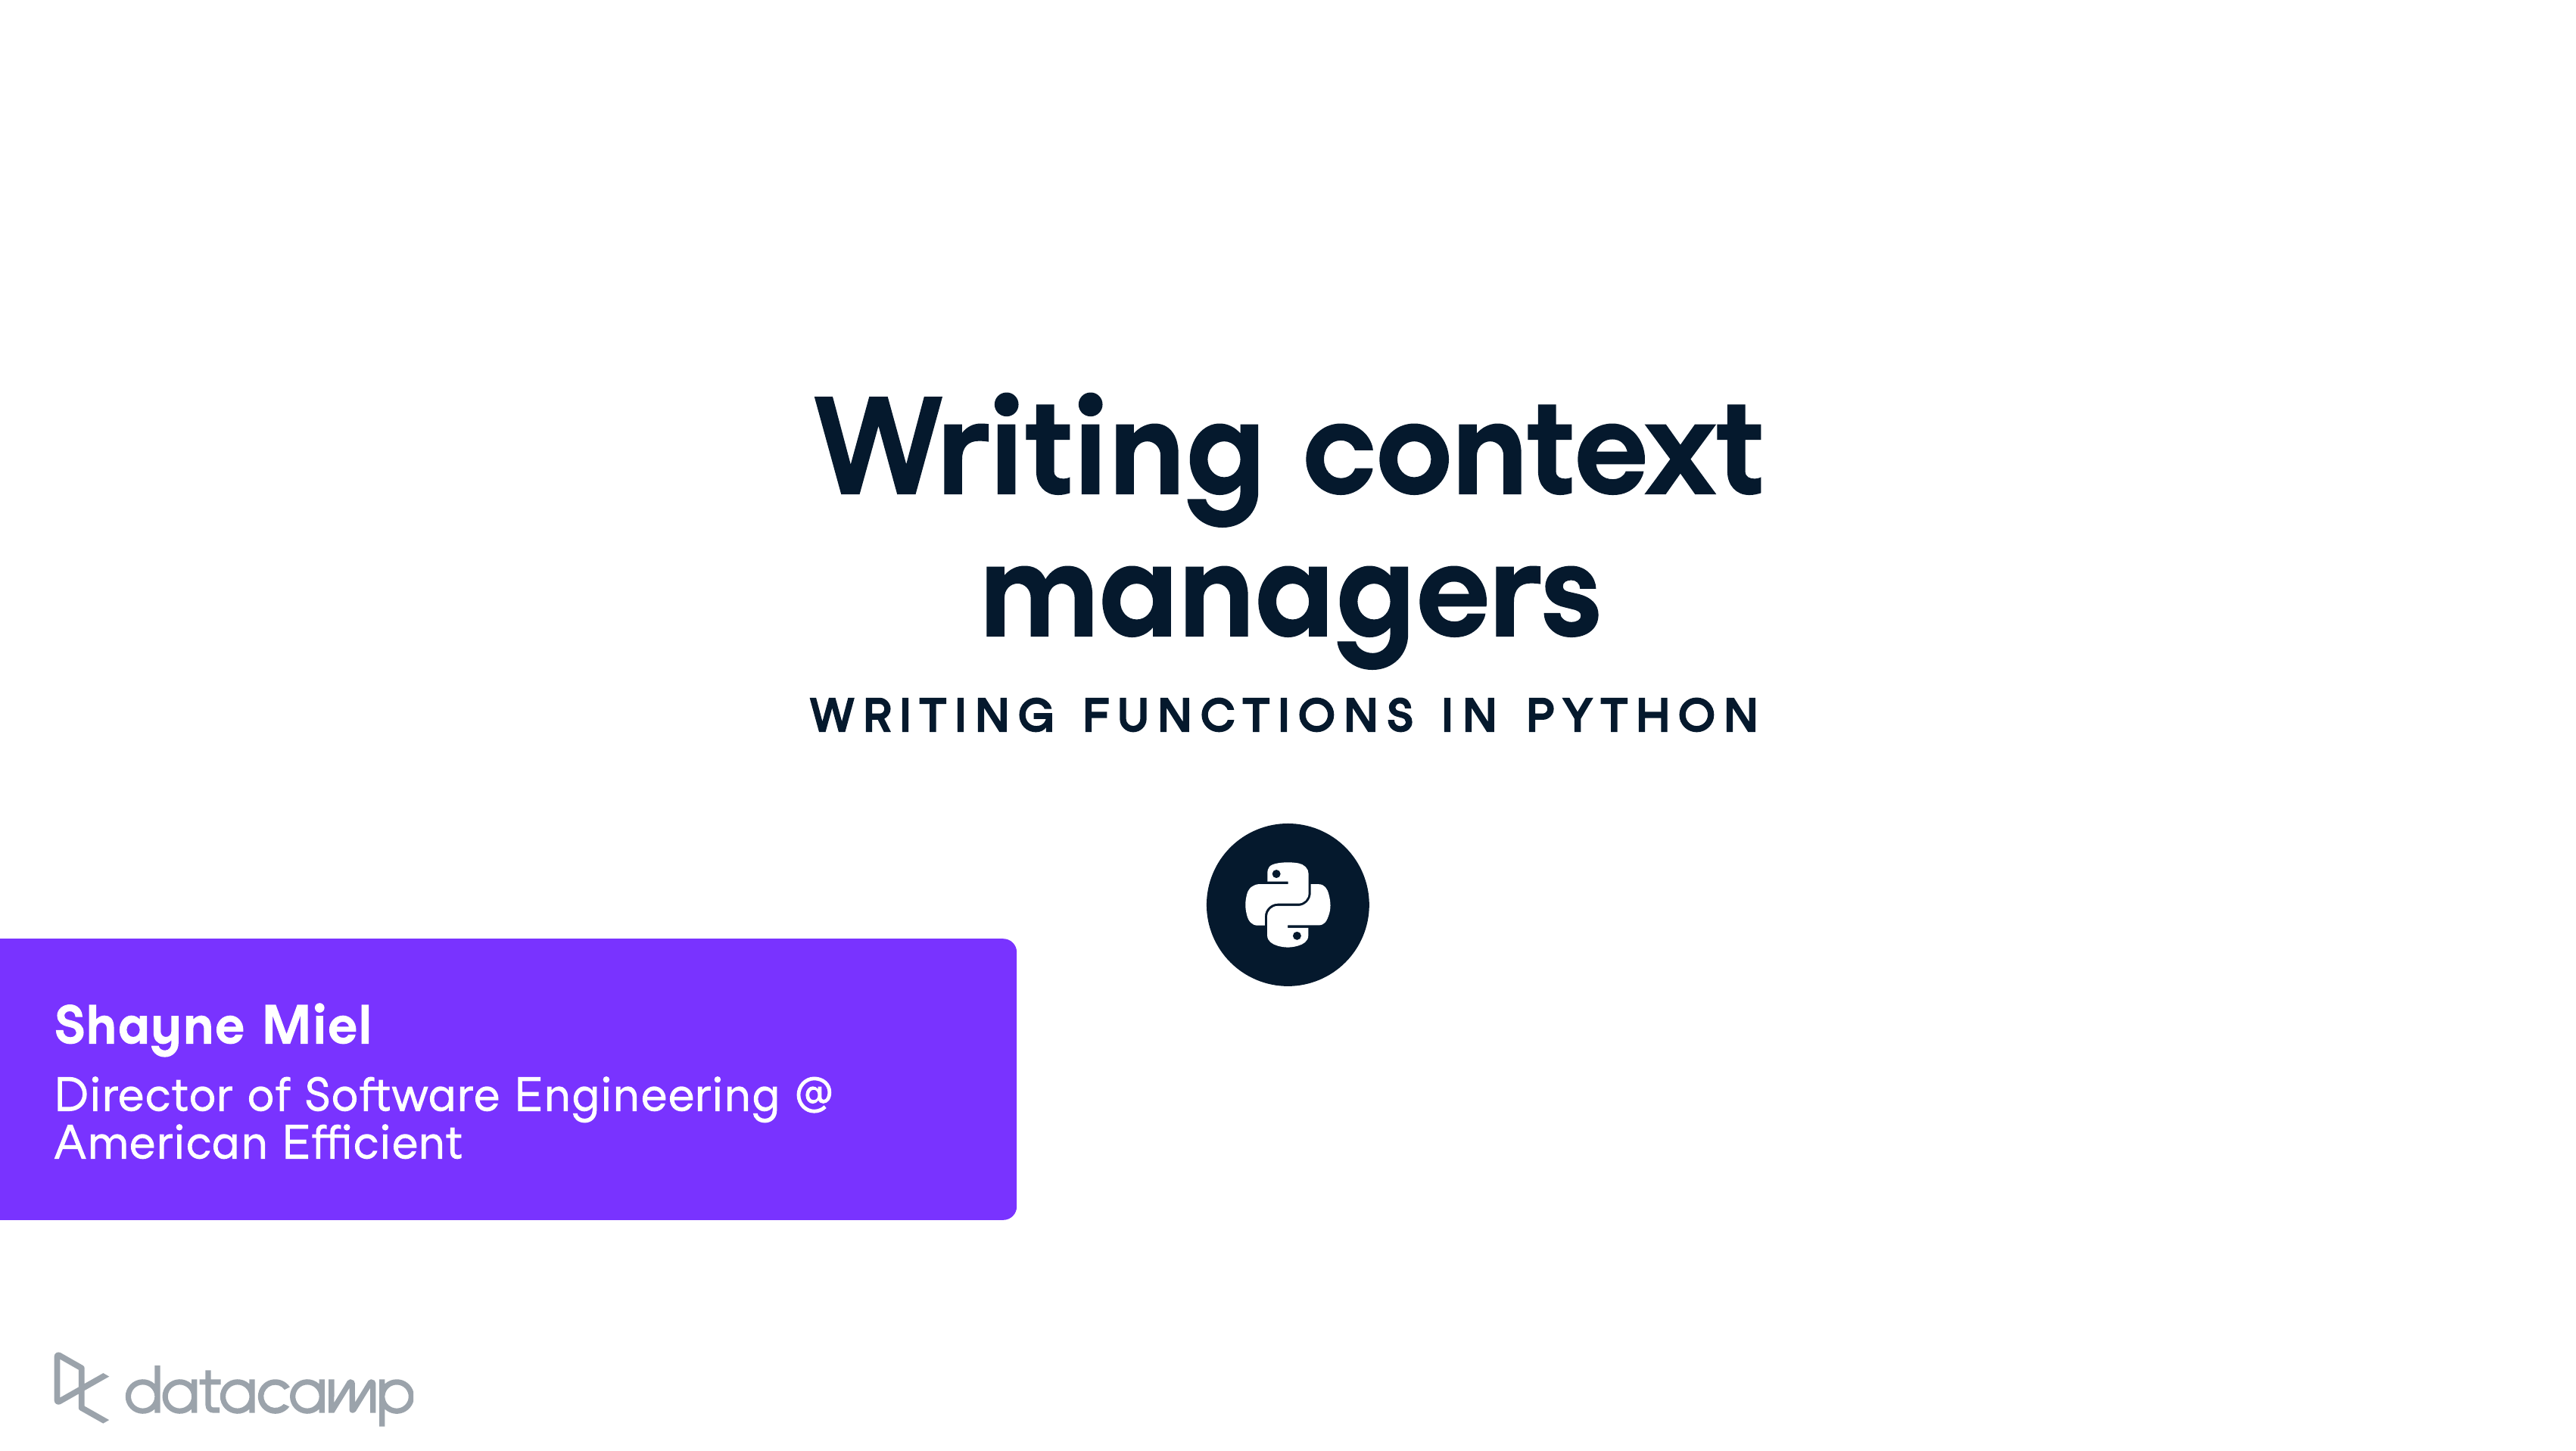 Writing context
managers
WRITING FUNCTIONS IN PYTHON
Shayne Miel
Director of Software Engineering @
American Efficient
datacamp